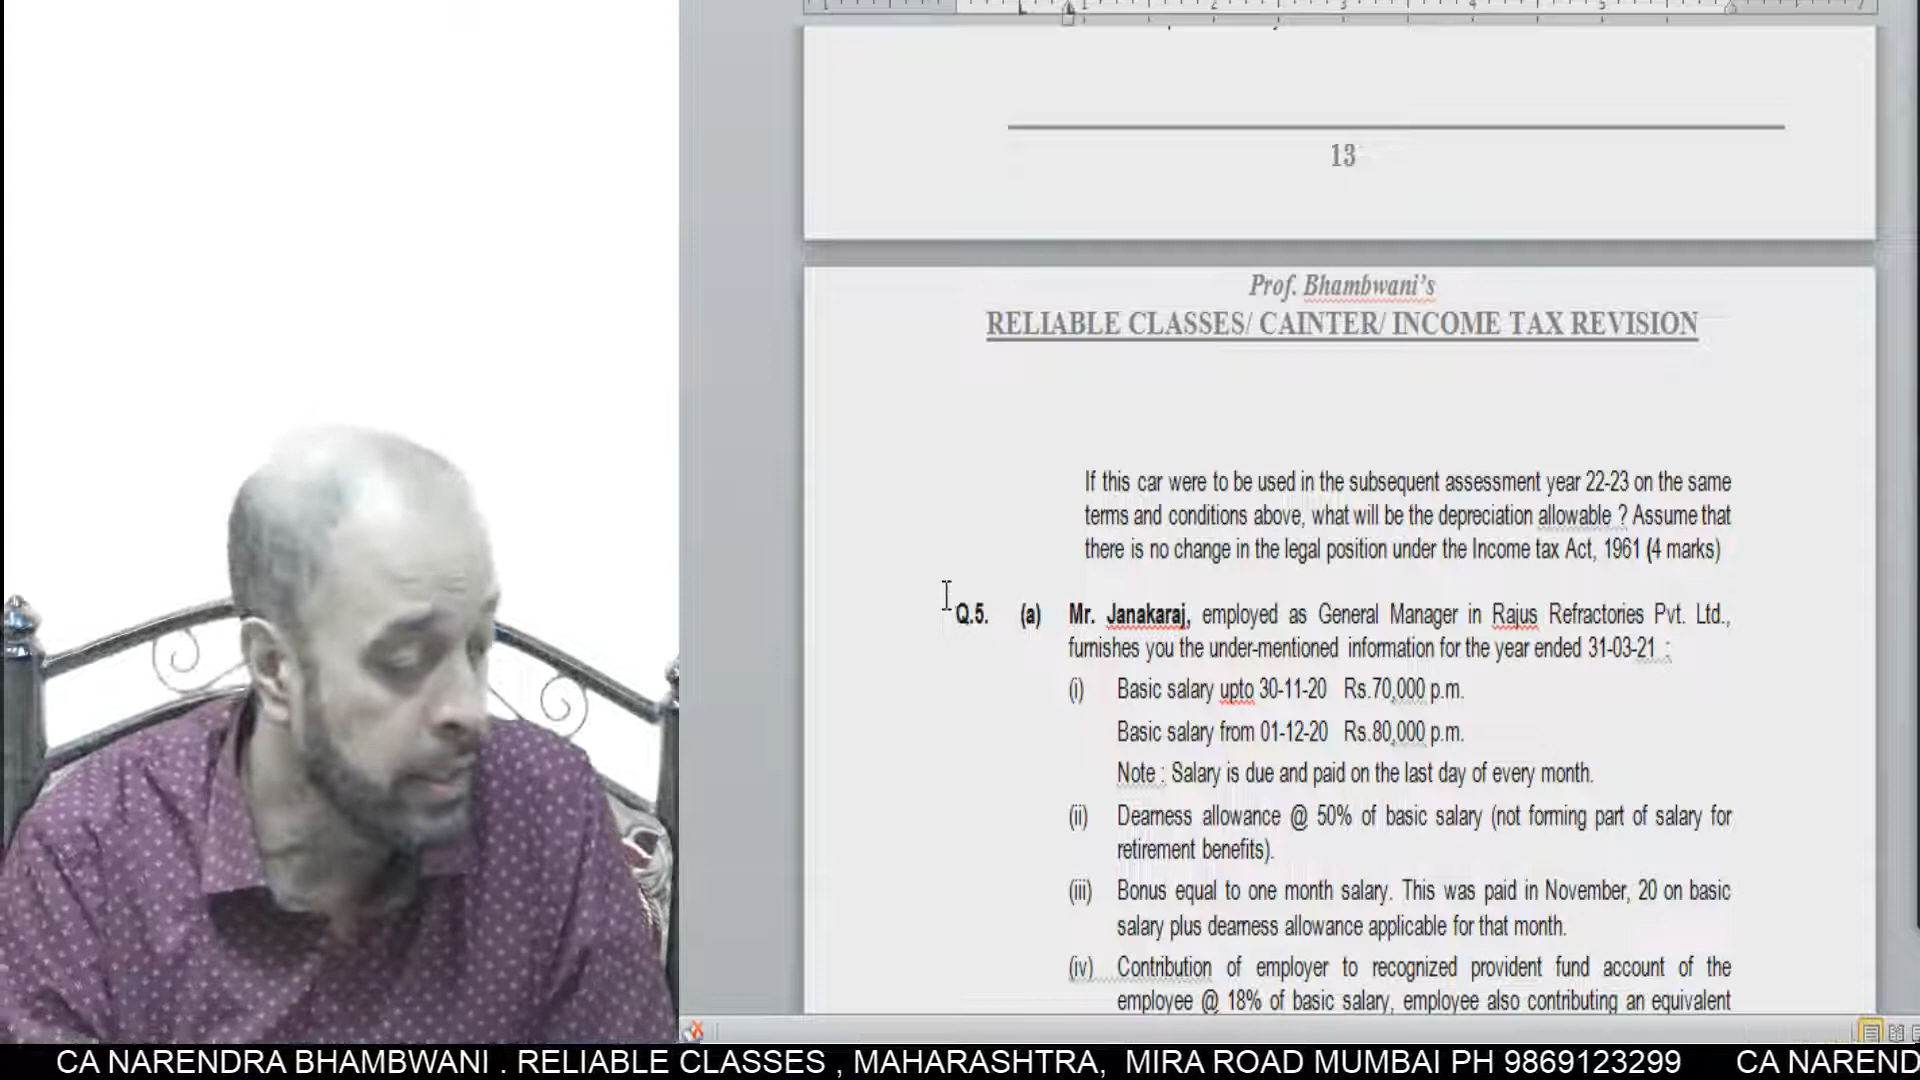 13
Prof. Bhambwani's
RELIABLE CLASSES/ CAINTER/ INCOME TAX REVISION
If this car were to be used in the subsequent assessment year 22-23 on the same
terms and conditions above, what will be the depreciation allowable ? Assume that
there is no change in the legal position under the Income tax Act, 1961 (4 marks)
Q.5. (a) Mr. Janakaraj, employed as General Manager in Rajus Refractories Pvt. Ltd.,
furnishes you the under-mentioned information for the year ended 31-03-21 :
(i) Basic salary upto 30-11-20 Rs.70,000 p.m.
Basic salary from 01-12-20 Rs.80,000 p.m.
Note : Salary is due and paid on the last day of every month.
(ii) Dearness allowance @ 50% of basic salary (not forming part of salary for
retirement benefits).
(iii) Bonus equal to one month salary. This was paid in November, 20 on basic
salary plus dearness allowance applicable for that month.
(iv) Contribution of employer to recognized provident fund account of the
employee @ 18% of basic salary, employee also contributing an equivalent
CA NARENDRA BHAMBWANI . RELIABLE CLASSES , MAHARASHTRA, MIRA ROAD MUMBAI PH 9869123299 CA NAREND